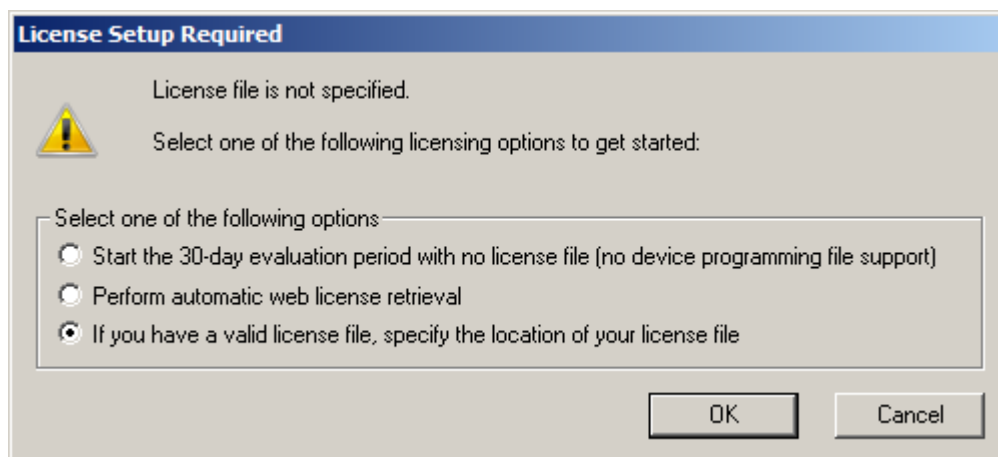 License Setup Required
License file is not specified.
Select one of the following licensing options to get started:
Select one of the following options
Start the 30-day evaluation period with no license file (no device programming file support)
Perform automatic web license retrieval
If you have a valid license file, specify the location of your license file
OK
Cancel